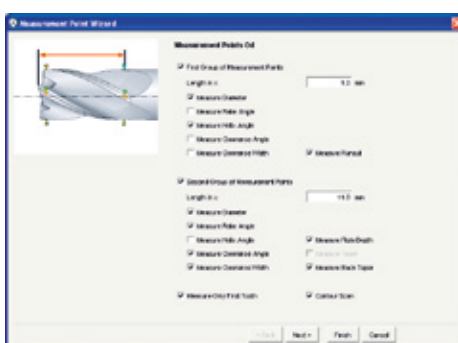 Measurement Point Wizard
Measurement Points Od
First Group of Measurement Points
Length in z
mm
Measure Diameter
Measure Rake Angle
Measure Helix Angle
Measure Clearance Angle
Measure Clearance Width
Measure Runout
Second Group of Measurement Points
Length in z
mm
Measure Diameter
Measure Rake Angle
Measure Helix Angle
Measure Flute Depth
Measure Clearance Angle
Measure
Measure Clearance Width
Measure Back Taper
Measure Only First Tooth
Contour Scan
< Back
Next >
Finish
Cancel